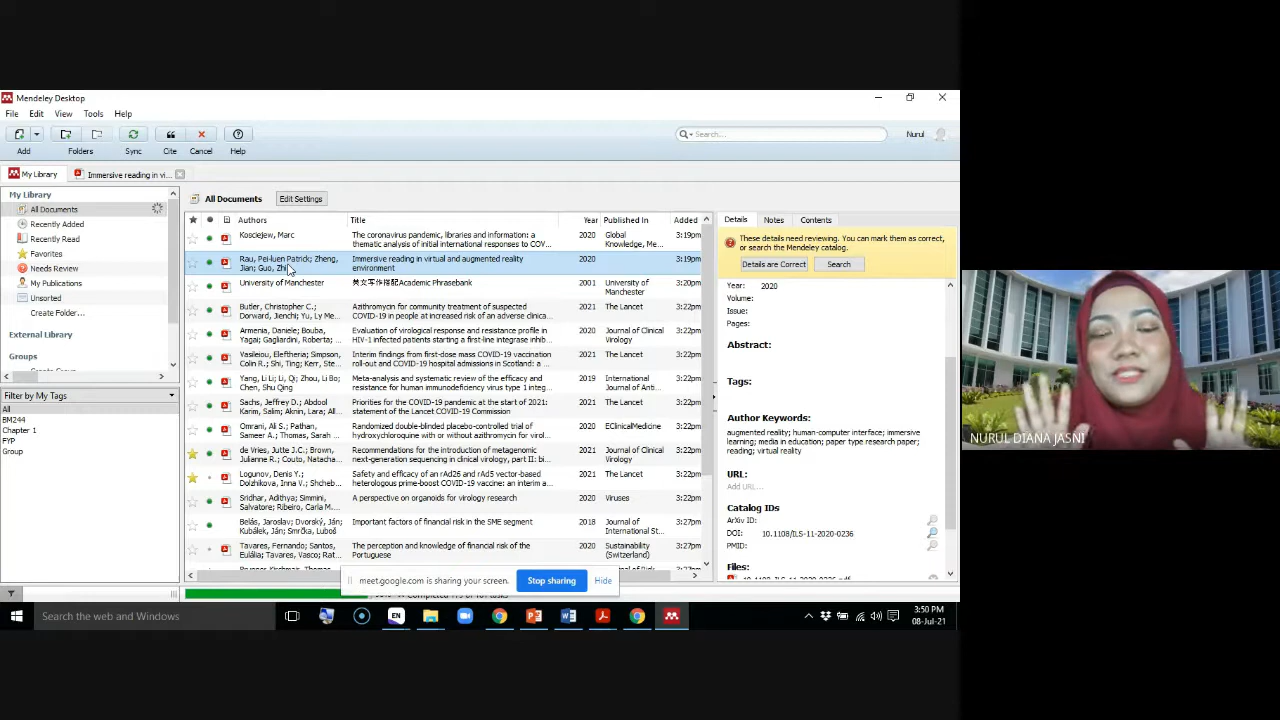 Mendeley Desktop
File Edit View Tools Help
Add Folders Sync Cite Cancel Help
Search...
Nurul
My Library
Immersive reading in vi...
My Library
All Documents
Recently Added
Recently Read
Favorites
Needs Review
My Publications
Unsorted
Create Folder...
External Library
Groups
Filter by My Tags
All
BM244
Chapter 1
FYP
Group
All Documents Edit Settings
Authors Title Year Published In Added
Kosciejew, Marc The coronavirus pandemic, libraries and information: a 2020 Global 3:19pm
thematic analysis of initial international responses to COV... Knowledge, Me...
Rau, Pei-luen Patrick; Zheng, Immersive reading in virtual and augmented reality 2020 3:19pm
Jian; Guo, Zhi environment
University of Manchester 英文写作搭配Academic Phrasebank 2001 University of 3:22pm
Manchester
Butler, Christopher C.; Azithromycin for community treatment of suspected 2021 The Lancet 3:22pm
Dorward, Jienchi; Yu, Ly Me... COVID-19 in people at increased risk of an adverse clinica...
Armenia, Daniele; Bouba, Evaluation of virological response and resistance profile in 2020 Journal of Clinical 3:22pm
Yagai; Gagliardini, Roberta; ... HIV-1 infected patients starting a first-line integrase inhib... Virology
Vasileiou, Eleftheria; Simpson, Interim findings from first-dose mass COVID-19 vaccination 2021 The Lancet 3:22pm
Colin R.; Shi, Ting; Kerr, Ste... roll-out and COVID-19 hospital admissions in Scotland: a ...
Yang, Li Li; Li, Qi; Zhou, Li Bo; Meta-analysis and systematic review of the efficacy and 2019 International 3:22pm
Chen, Shu Qing resistance for human immunodeficiency virus type 1 integ... Journal of Anti...
Sachs, Jeffrey D.; Abdool Priorities for the COVID-19 pandemic at the start of 2021: 2021 The Lancet 3:22pm
Karim, Salim; Aknin, Lara; All... statement of the Lancet COVID-19 Commission
Omrani, Ali S.; Pathan, Randomized double-blinded placebo-controlled trial of 2020 EClinicalMedicine 3:22pm
Sameer A.; Thomas, Sarah ... hydroxychloroquine with or without azithromycin for virol...
de Vries, Jutte J.C.; Brown, Recommendations for the introduction of metagenomic 2021 Journal of Clinical 3:22pm
Julianne R.; Couto, Natacha... next-generation sequencing in clinical virology, part II: bi... Virology
Logunov, Denis Y.; Safety and efficacy of an rAd26 and rAd5 vector-based 2021 The Lancet 3:22pm
Dolzhikova, Inna V.; Shcheb... heterologous prime-boost COVID-19 vaccine: an interim a...
Sridhar, Adithya; Simmini, A perspective on organoids for virology research 2020 Viruses 3:22pm
Salvatore; Ribeiro, Carla M....
Belás, Jaroslav; Dvorský, Ján; Important factors of financial risk in the SME segment 2018 Journal of 3:27pm
Kubálek, Ján; Smrčka, Luboš International St...
Tavares, Fernando; Santos, The perception and knowledge of financial risk of the 2020 Sustainability 3:27pm
Eulália; Tavares, Vasco; Rat... Portuguese (Switzerland)
Details Notes Contents
These details need reviewing. You can mark them as correct,
or search the Mendeley catalog.
Details are Correct Search
Year: 2020
Volume:
Issue:
Pages:
Abstract:
Tags:
Author Keywords:
augmented reality; human-computer interface; immersive
learning; media in education; paper type research paper;
reading; virtual reality
URL:
Add URL...
Catalog IDs
ArXiv ID:
DOI: 10.1108/ILS-11-2020-0236
PMID:
Files:
meet.google.com is sharing your screen. Stop sharing Hide
Search the web and Windows
EN
3:50 PM
08-Jul-21
NURUL DIANA JASNI